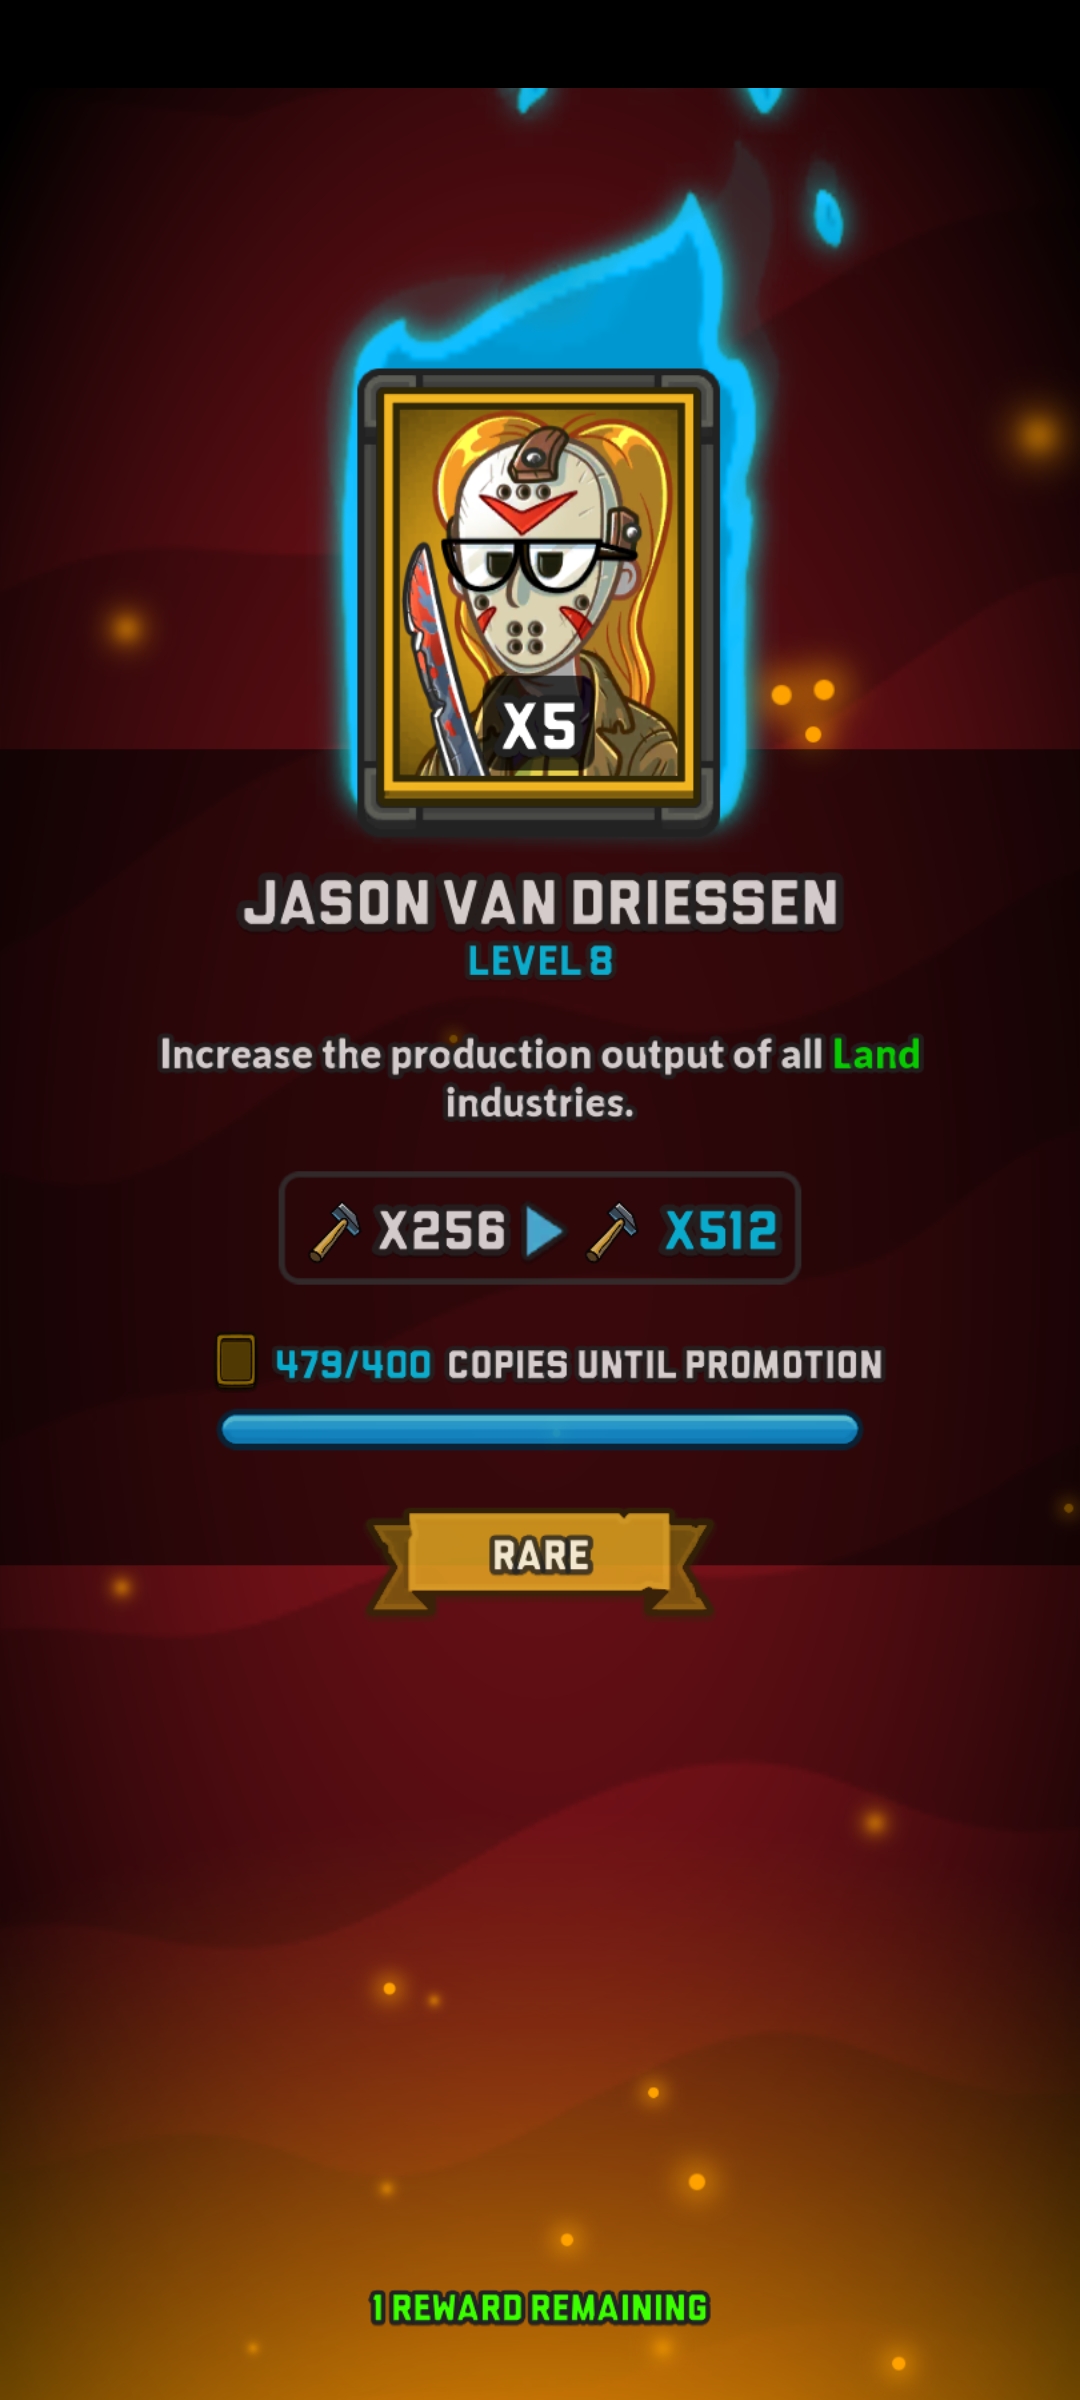 X5
JASON VAN DRIESSEN
LEVEL 8
Increase the production output of all Land
industries.
X256 X512
479/400 COPIES UNTIL PROMOTION
RARE
1 REWARD REMAINING